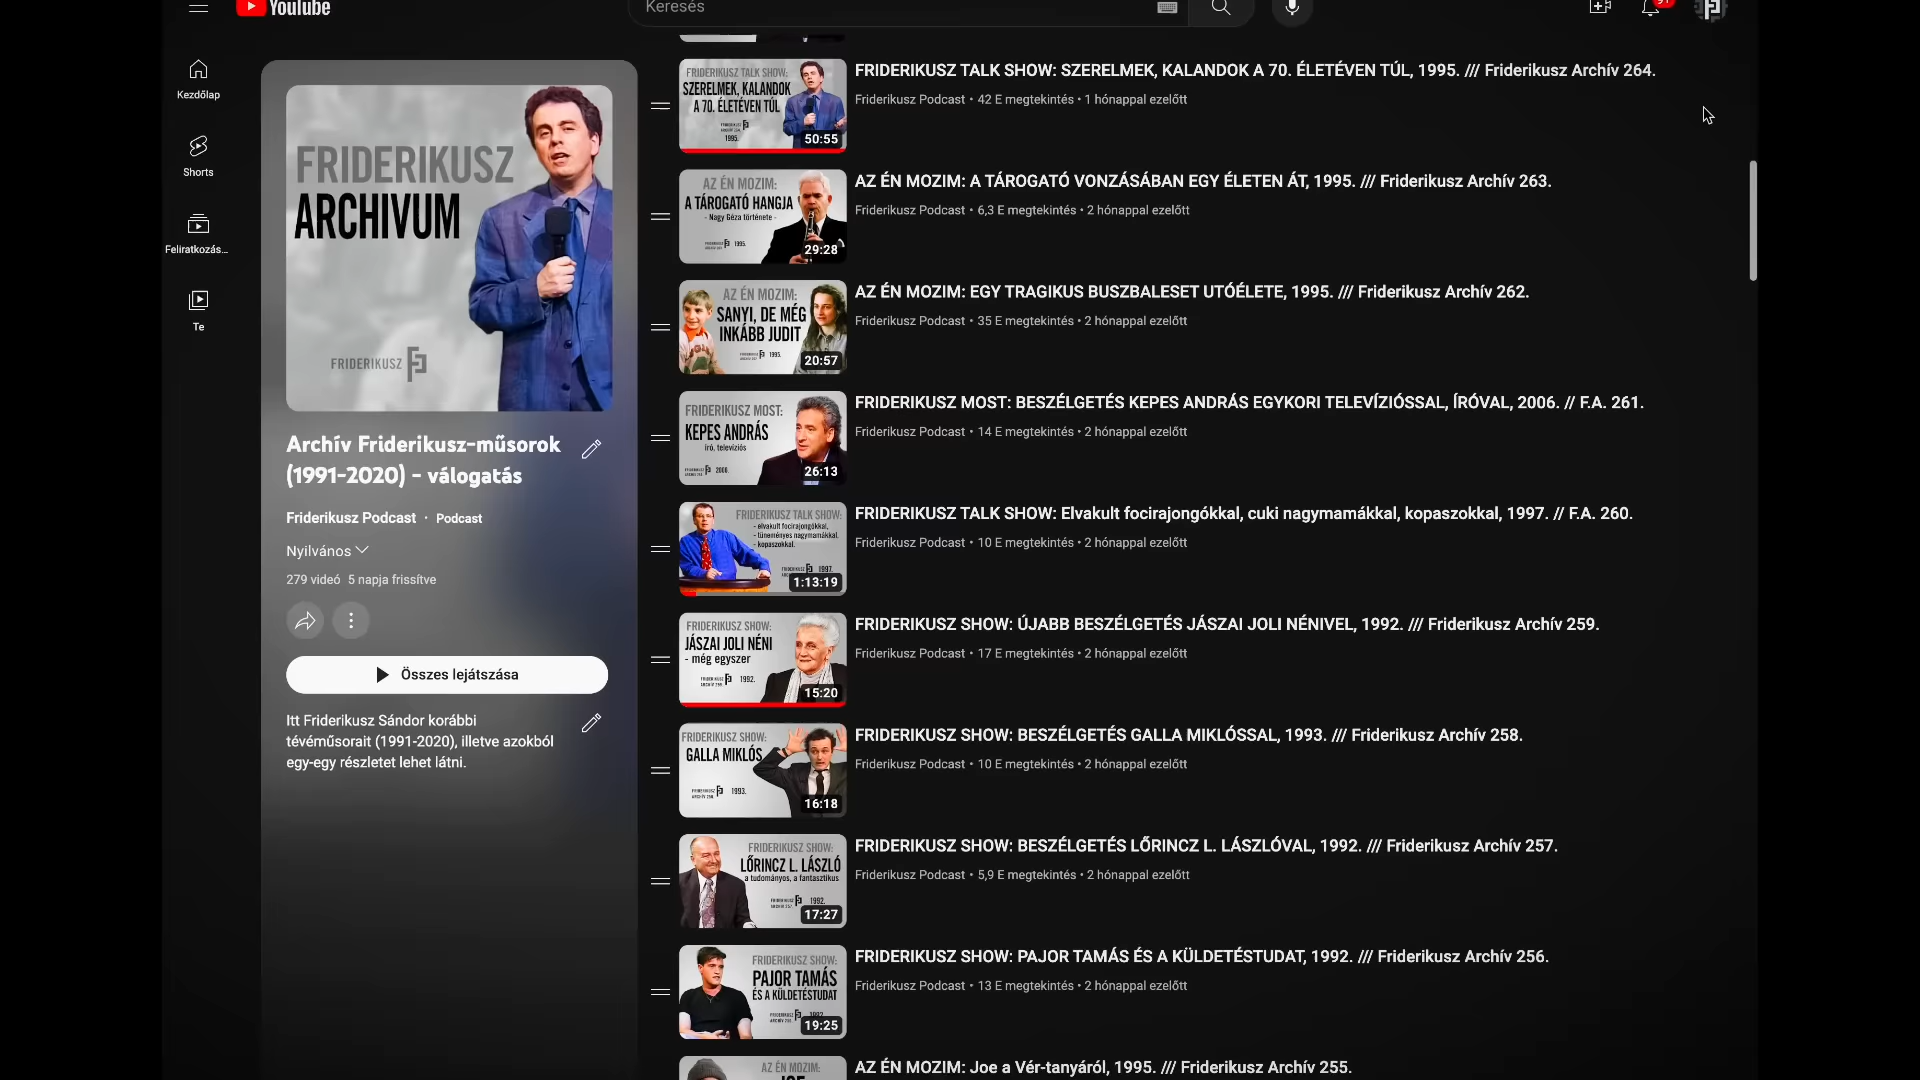 YouTube
Keresés
Kezdőlap
Shorts
Feliratkozás...
Te
FRIDERIKUSZ
ARCHIVUM
FRIDERIKUSZ
Archív Friderikusz-műsorok
(1991-2020) - válogatás
Friderikusz Podcast · Podcast
Nyilvános
279 videó 5 napja frissítve
Összes lejátszása
Itt Friderikusz Sándor korábbi
tévéműsorait (1991-2020), illetve azokból
egy-egy részletet lehet látni.
FRIDERIKUSZ TALK SHOW:
SZERELMEK, KALANDOK
A 70. ÉLETÉVEN TÚL
1995.
50:55
FRIDERIKUSZ TALK SHOW: SZERELMEK, KALANDOK A 70. ÉLETÉVEN TÚL, 1995. /// Friderikusz Archív 264.
Friderikusz Podcast • 42 E megtekintés • 1 hónappal ezelőtt
AZ ÉN MOZIM:
A TÁROGATÓ HANGJA
- Nagy Géza története -
1995.
29:28
AZ ÉN MOZIM: A TÁROGATÓ VONZÁSÁBAN EGY ÉLETEN ÁT, 1995. /// Friderikusz Archív 263.
Friderikusz Podcast • 6,3 E megtekintés • 2 hónappal ezelőtt
AZ ÉN MOZIM:
SANYI, DE MÉG
INKÁBB JUDIT
1995.
20:57
AZ ÉN MOZIM: EGY TRAGIKUS BUSZBALESET UTÓÉLETE, 1995. /// Friderikusz Archív 262.
Friderikusz Podcast • 35 E megtekintés • 2 hónappal ezelőtt
FRIDERIKUSZ MOST:
KEPES ANDRÁS
író, televíziós
2006.
26:13
FRIDERIKUSZ MOST: BESZÉLGETÉS KEPES ANDRÁS EGYKORI TELEVÍZIÓSSAL, ÍRÓVAL, 2006. // F.A. 261.
Friderikusz Podcast • 14 E megtekintés • 2 hónappal ezelőtt
FRIDERIKUSZ TALK SHOW:
- elvakult focirajongókkal,
- tüneményes nagymamákkal,
- kopaszokkal.
1997.
1:13:19
FRIDERIKUSZ TALK SHOW: Elvakult focirajongókkal, cuki nagymamákkal, kopaszokkal, 1997. // F.A. 260.
Friderikusz Podcast • 10 E megtekintés • 2 hónappal ezelőtt
FRIDERIKUSZ SHOW:
JÁSZAI JOLI NÉNI
- még egyszer
1992.
15:20
FRIDERIKUSZ SHOW: ÚJABB BESZÉLGETÉS JÁSZAI JOLI NÉNIVEL, 1992. /// Friderikusz Archív 259.
Friderikusz Podcast • 17 E megtekintés • 2 hónappal ezelőtt
FRIDERIKUSZ SHOW:
GALLA MIKLÓS
1993.
16:18
FRIDERIKUSZ SHOW: BESZÉLGETÉS GALLA MIKLÓSSAL, 1993. /// Friderikusz Archív 258.
Friderikusz Podcast • 10 E megtekintés • 2 hónappal ezelőtt
FRIDERIKUSZ SHOW:
LŐRINCZ L. LÁSZLÓ
a tudományos, a fantasztikus
1992.
17:27
FRIDERIKUSZ SHOW: BESZÉLGETÉS LŐRINCZ L. LÁSZLÓVAL, 1992. /// Friderikusz Archív 257.
Friderikusz Podcast • 5,9 E megtekintés • 2 hónappal ezelőtt
FRIDERIKUSZ SHOW:
PAJOR TAMÁS
ÉS A KÜLDETÉSTUDAT
19:25
FRIDERIKUSZ SHOW: PAJOR TAMÁS ÉS A KÜLDETÉSTUDAT, 1992. /// Friderikusz Archív 256.
Friderikusz Podcast • 13 E megtekintés • 2 hónappal ezelőtt
AZ ÉN MOZIM:
AZ ÉN MOZIM: Joe a Vér-tanyáról, 1995. /// Friderikusz Archív 255.